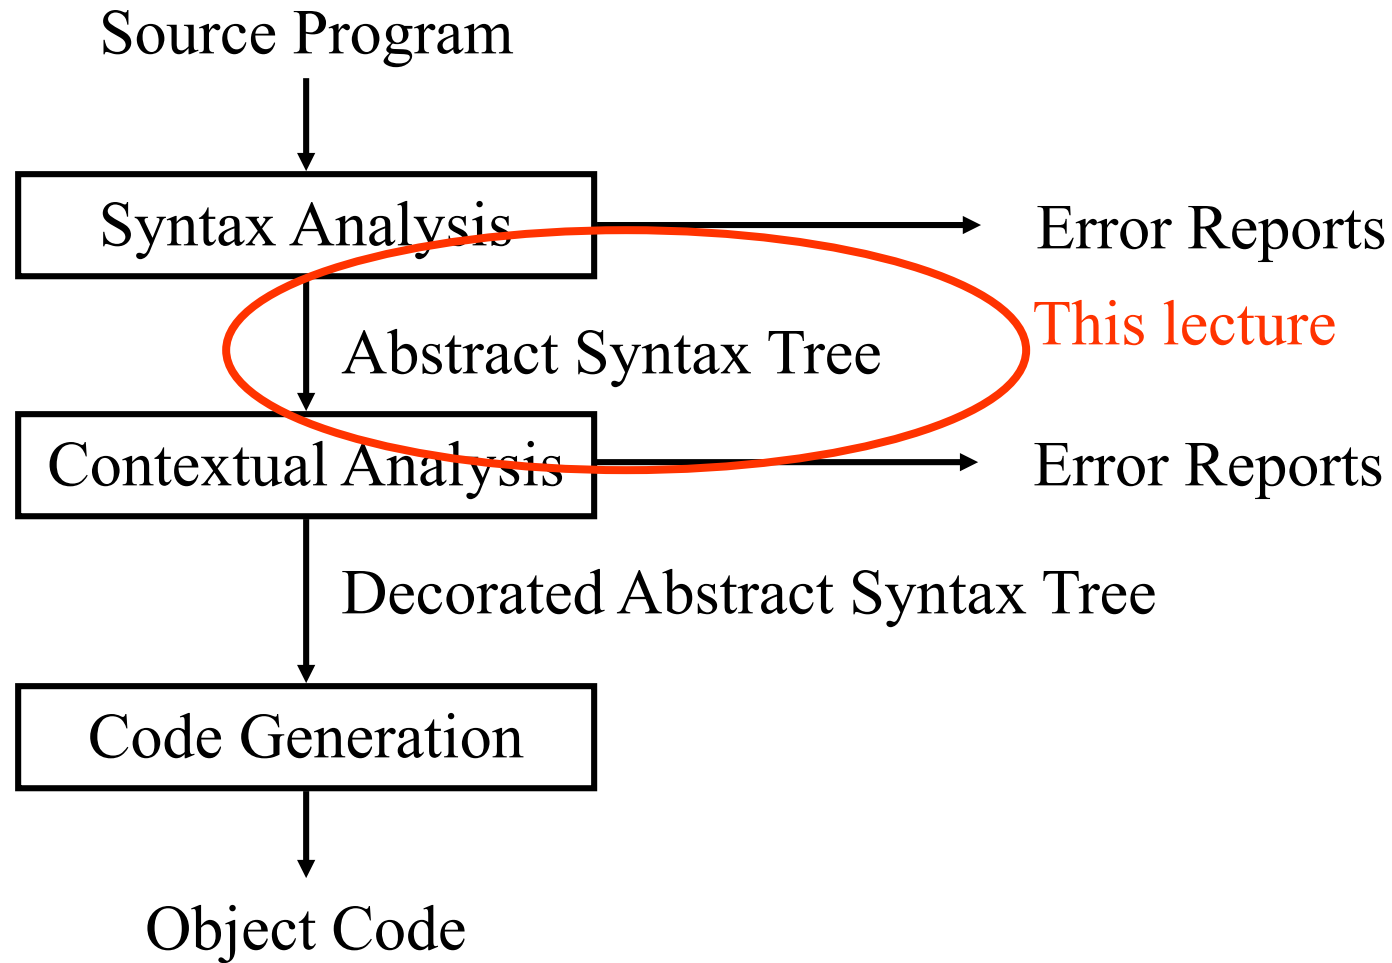 Source Program
Syntax Analysis
Error Reports
This lecture
Abstract Syntax Tree
Contextual Analysis
Error Reports
Decorated Abstract Syntax Tree
Code Generation
Object Code